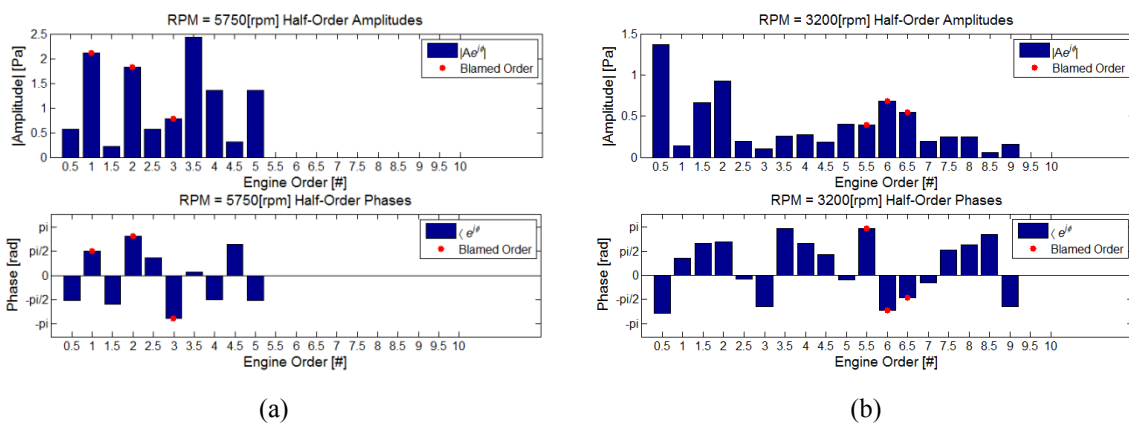 RPM = 5750[rpm] Half-Order Amplitudes
|Amplitude| [Pa]
2.5
2
1.5
1
0.5
0
|Ae^{iϕ}|
Blamed Order
0.5 1 1.5 2 2.5 3 3.5 4 4.5 5 5.5 6 6.5 7 7.5 8 8.5 9 9.5 10
Engine Order [#]
RPM = 5750[rpm] Half-Order Phases
Phase [rad]
pi
pi/2
0
-pi/2
-pi
⟨ e^{iϕ}
Blamed Order
0.5 1 1.5 2 2.5 3 3.5 4 4.5 5 5.5 6 6.5 7 7.5 8 8.5 9 9.5 10
Engine Order [#]
(a)
RPM = 3200[rpm] Half-Order Amplitudes
|Amplitude| [Pa]
1.5
1
0.5
0
|Ae^{iϕ}|
Blamed Order
0.5 1 1.5 2 2.5 3 3.5 4 4.5 5 5.5 6 6.5 7 7.5 8 8.5 9 9.5 10
Engine Order [#]
RPM = 3200[rpm] Half-Order Phases
Phase [rad]
pi
pi/2
0
-pi/2
-pi
⟨ e^{iϕ}
Blamed Order
0.5 1 1.5 2 2.5 3 3.5 4 4.5 5 5.5 6 6.5 7 7.5 8 8.5 9 9.5 10
Engine Order [#]
(b)